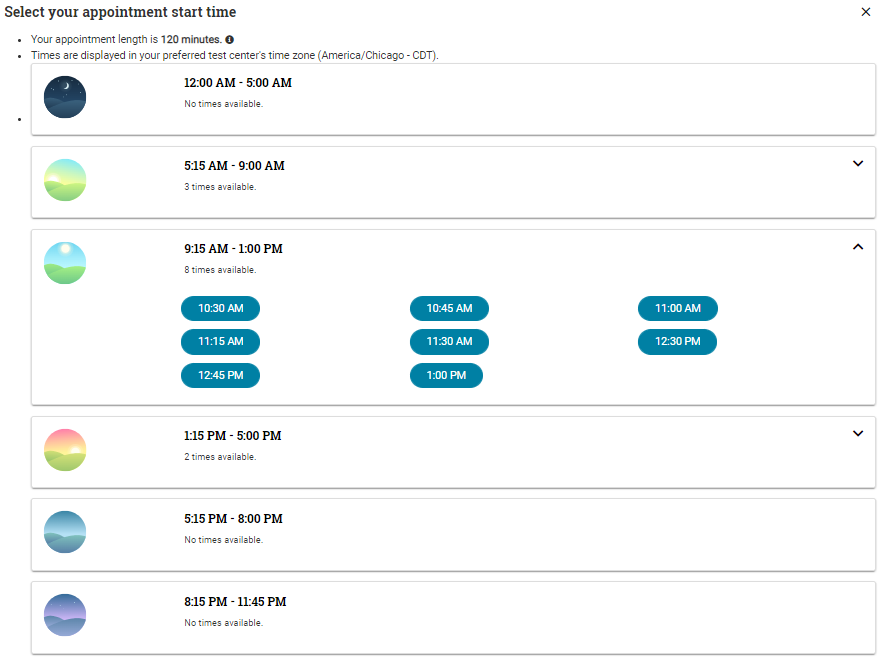 Select your appointment start time
Your appointment length is 120 minutes.
Times are displayed in your preferred test center's time zone (America/Chicago - CDT).
12:00 AM - 5:00 AM
No times available.
5:15 AM - 9:00 AM
3 times available.
9:15 AM - 1:00 PM
8 times available.
10:30 AM 10:45 AM 11:00 AM
11:15 AM 11:30 AM 12:30 PM
12:45 PM 1:00 PM
1:15 PM - 5:00 PM
2 times available.
5:15 PM - 8:00 PM
No times available.
8:15 PM - 11:45 PM
No times available.